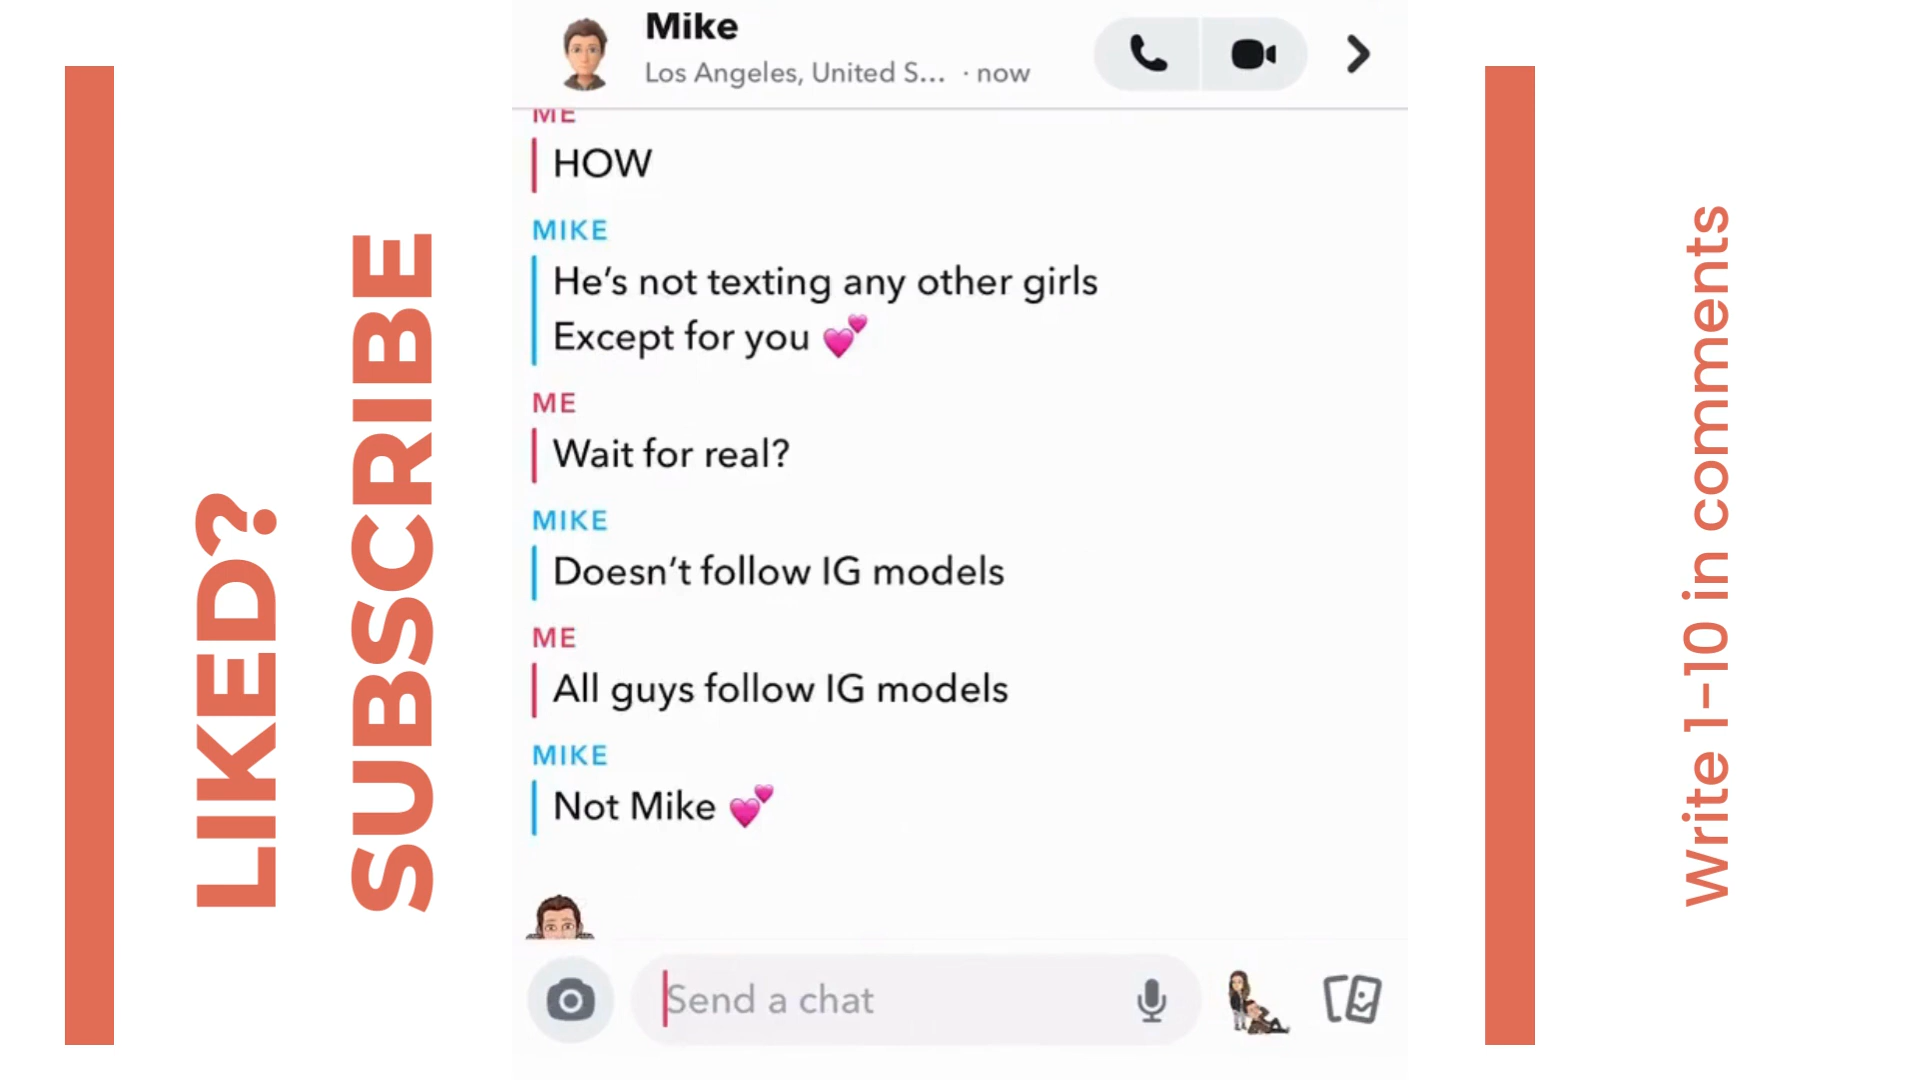 LIKED?
SUBSCRIBE
Mike
Los Angeles, United S... · now
ME
HOW
MIKE
He’s not texting any other girls
Except for you 💕
ME
Wait for real?
MIKE
Doesn’t follow IG models
ME
All guys follow IG models
MIKE
Not Mike 💕
Send a chat
Write 1-10 in comments